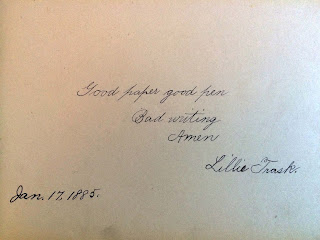 Good paper good pen
Bad writing
Amen
Lillie Trask.
Jan. 17. 1885.